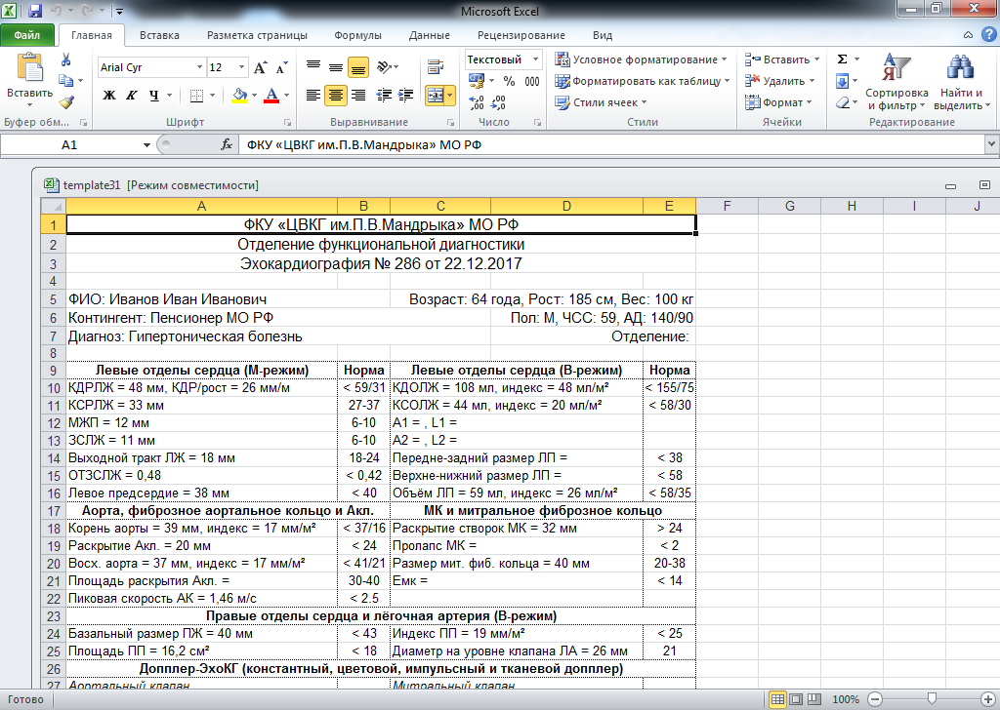 Microsoft Excel
Файл Главная Вставка Разметка страницы Формулы Данные Рецензирование Вид
Вставить
Arial Cyr 12
Ж К Ч
Текстовый
% 000
Условное форматирование
Форматировать как таблицу
Стили ячеек
Вставить
Удалить
Формат
Сортировка и фильтр
Найти и выделить
Буфер обм... Шрифт Выравнивание Число Стили Ячейки Редактирование
A1 fx ФКУ «ЦВКГ им.П.В.Мандрыка» МО РФ
template31 [Режим совместимости]
A B C D E F G H I J
1 ФКУ «ЦВКГ им.П.В.Мандрыка» МО РФ
2 Отделение функциональной диагностики
3 Эхокардиография № 286 от 22.12.2017
4
5 ФИО: Иванов Иван Иванович Возраст: 64 года, Рост: 185 см, Вес: 100 кг
6 Контингент: Пенсионер МО РФ Пол: М, ЧСС: 59, АД: 140/90
7 Диагноз: Гипертоническая болезнь Отделение:
8
9 Левые отделы сердца (М-режим) Норма Левые отделы сердца (В-режим) Норма
10 КДРЛЖ = 48 мм, КДР/рост = 26 мм/м < 59/31 КДОЛЖ = 108 мл, индекс = 48 мл/м² < 155/75
11 КСРЛЖ = 33 мм 27-37 КСОЛЖ = 44 мл, индекс = 20 мл/м² < 58/30
12 МЖП = 12 мм 6-10 А1 = , L1 =
13 ЗСЛЖ = 11 мм 6-10 А2 = , L2 =
14 Выходной тракт ЛЖ = 18 мм 18-24 Передне-задний размер ЛП = < 38
15 ОТЗСЛЖ = 0,48 < 0,42 Верхне-нижний размер ЛП = < 58
16 Левое предсердие = 38 мм < 40 Объём ЛП = 59 мл, индекс = 26 мл/м² < 58/35
17 Аорта, фиброзное аортальное кольцо и Акл. МК и митральное фиброзное кольцо
18 Корень аорты = 39 мм, индекс = 17 мм/м² < 37/16 Раскрытие створок МК = 32 мм > 24
19 Раскрытие Акл. = 20 мм < 24 Пролапс МК = < 2
20 Восх. аорта = 37 мм, индекс = 17 мм/м² < 41/21 Размер мит. фиб. кольца = 40 мм 20-38
21 Площадь раскрытия Акл. = 30-40 Емк = < 14
22 Пиковая скорость АК = 1,46 м/с < 2.5
23 Правые отделы сердца и лёгочная артерия (В-режим)
24 Базальный размер ПЖ = 40 мм < 43 Индекс ПП = 19 мм/м² < 25
25 Площадь ПП = 16,2 см² < 18 Диаметр на уровне клапана ЛА = 26 мм 21
26 Допплер-ЭхоКГ (константный, цветовой, импульсный и тканевой допплер)
27 Аортальный клапан Митральный клапан
Готово 100%